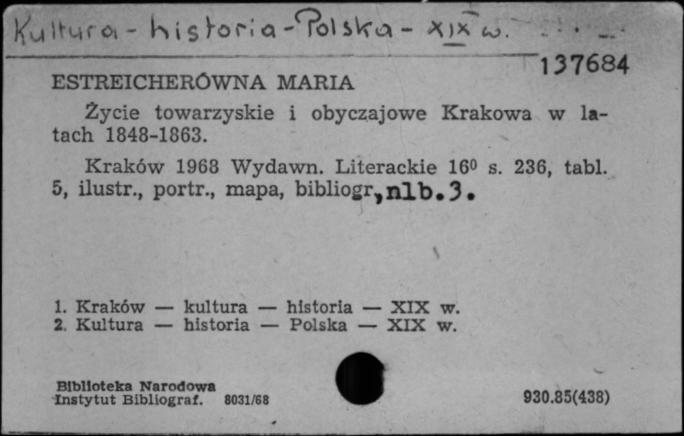 Kultura - historia - Polska - XIX w.
137684
ESTREICHERÓWNA MARIA
Życie towarzyskie i obyczajowe Krakowa w la-
tach 1848-1863.
Kraków 1968 Wydawn. Literackie 16⁰ s. 236, tabl.
5, ilustr., portr., mapa, bibliogr, nlb. 3.
1. Kraków — kultura — historia — XIX w.
2. Kultura — historia — Polska — XIX w.
Biblioteka Narodowa
Instytut Bibliograf. 8031/68
930.85(438)